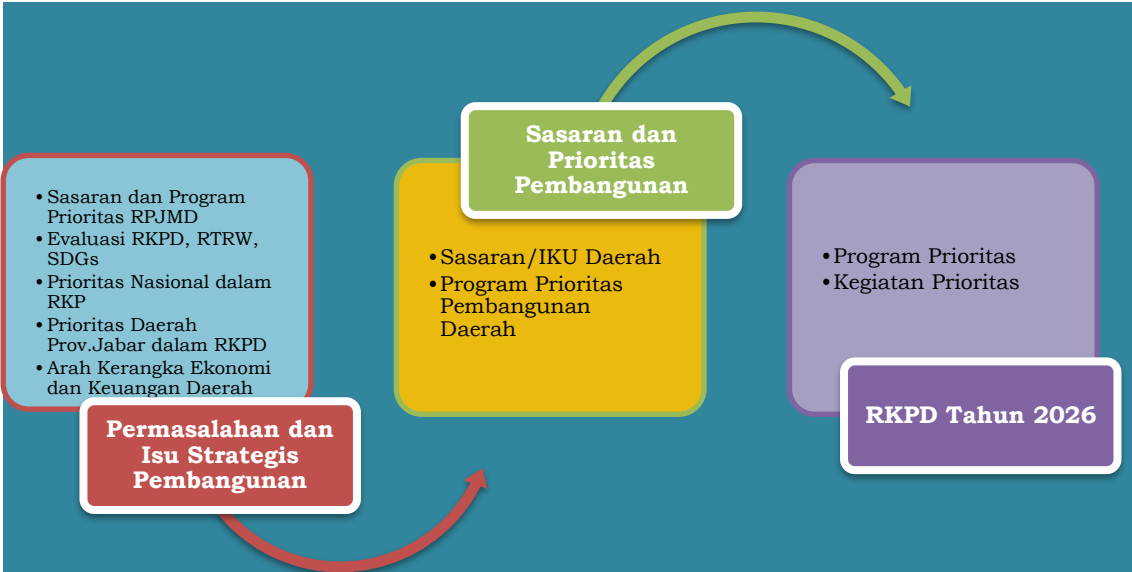 • Sasaran dan Program
Prioritas RPJMD
• Evaluasi RKPD, RTRW,
SDGs
• Prioritas Nasional dalam
RKP
• Prioritas Daerah
Prov.Jabar dalam RKPD
• Arah Kerangka Ekonomi
dan Keuangan Daerah
Permasalahan dan
Isu Strategis
Pembangunan
Sasaran dan
Prioritas
Pembangunan
• Sasaran/IKU Daerah
• Program Prioritas
Pembangunan
Daerah
• Program Prioritas
• Kegiatan Prioritas
RKPD Tahun 2026